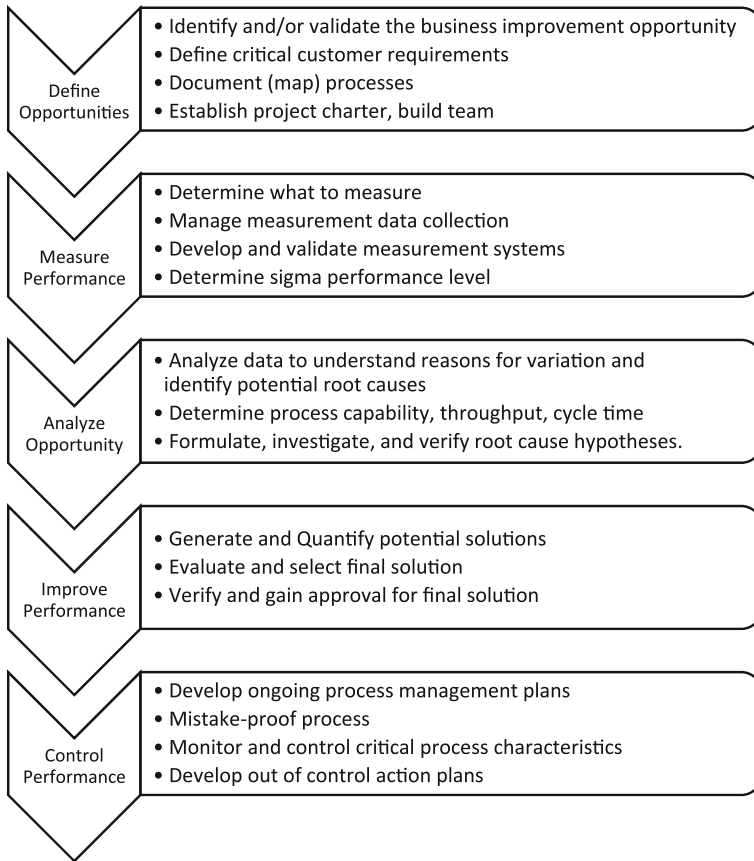 Define
Opportunities
• Identify and/or validate the business improvement opportunity
• Define critical customer requirements
• Document (map) processes
• Establish project charter, build team
Measure
Performance
• Determine what to measure
• Manage measurement data collection
• Develop and validate measurement systems
• Determine sigma performance level
Analyze
Opportunity
• Analyze data to understand reasons for variation and
identify potential root causes
• Determine process capability, throughput, cycle time
• Formulate, investigate, and verify root cause hypotheses.
Improve
Performance
• Generate and Quantify potential solutions
• Evaluate and select final solution
• Verify and gain approval for final solution
Control
Performance
• Develop ongoing process management plans
• Mistake-proof process
• Monitor and control critical process characteristics
• Develop out of control action plans